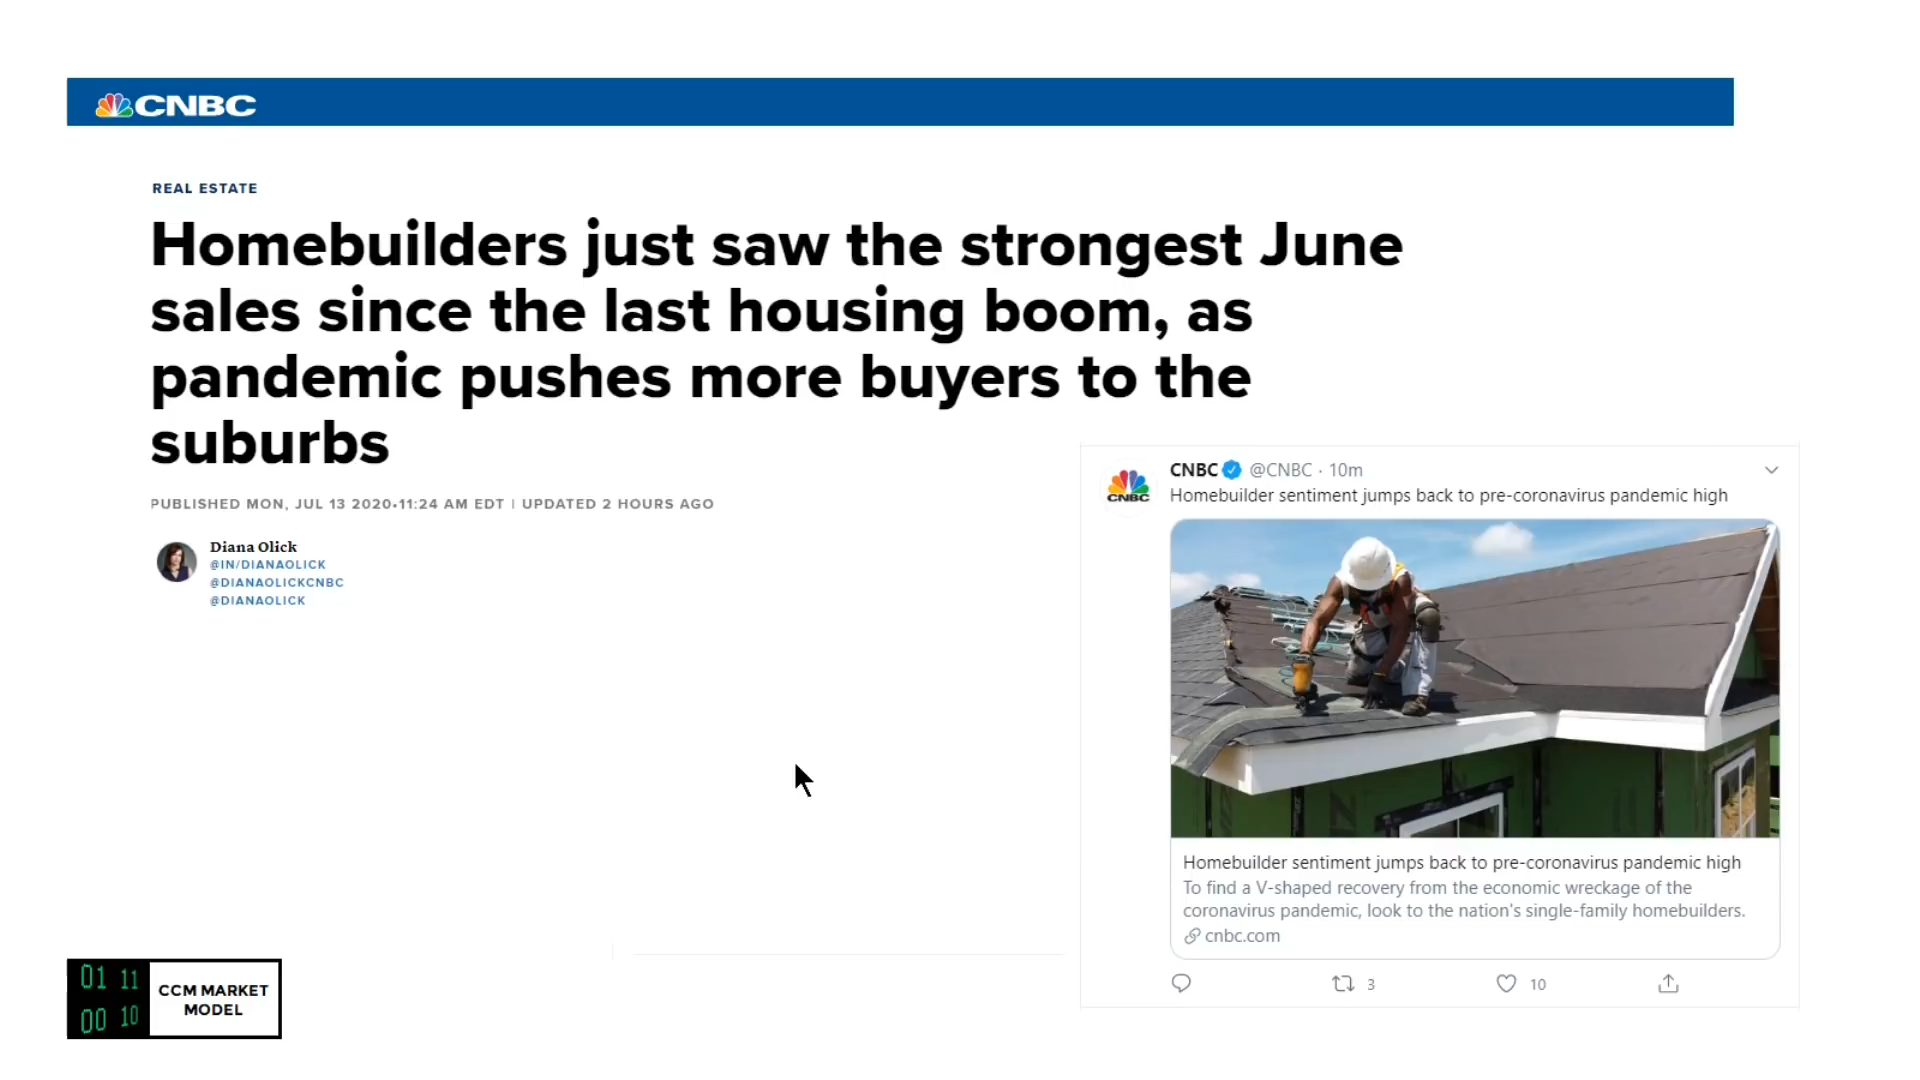 CNBC
REAL ESTATE
Homebuilders just saw the strongest June
sales since the last housing boom, as
pandemic pushes more buyers to the
suburbs
PUBLISHED MON, JUL 13 2020•11:24 AM EDT | UPDATED 2 HOURS AGO
Diana Olick
@IN/DIANAOLICK
@DIANAOLICKCNBC
@DIANAOLICK
CNBC @CNBC · 10m
CNBC
Homebuilder sentiment jumps back to pre-coronavirus pandemic high
Homebuilder sentiment jumps back to pre-coronavirus pandemic high
To find a V-shaped recovery from the economic wreckage of the
coronavirus pandemic, look to the nation's single-family homebuilders.
cnbc.com
3 10
01 11
00 10
CCM MARKET
MODEL